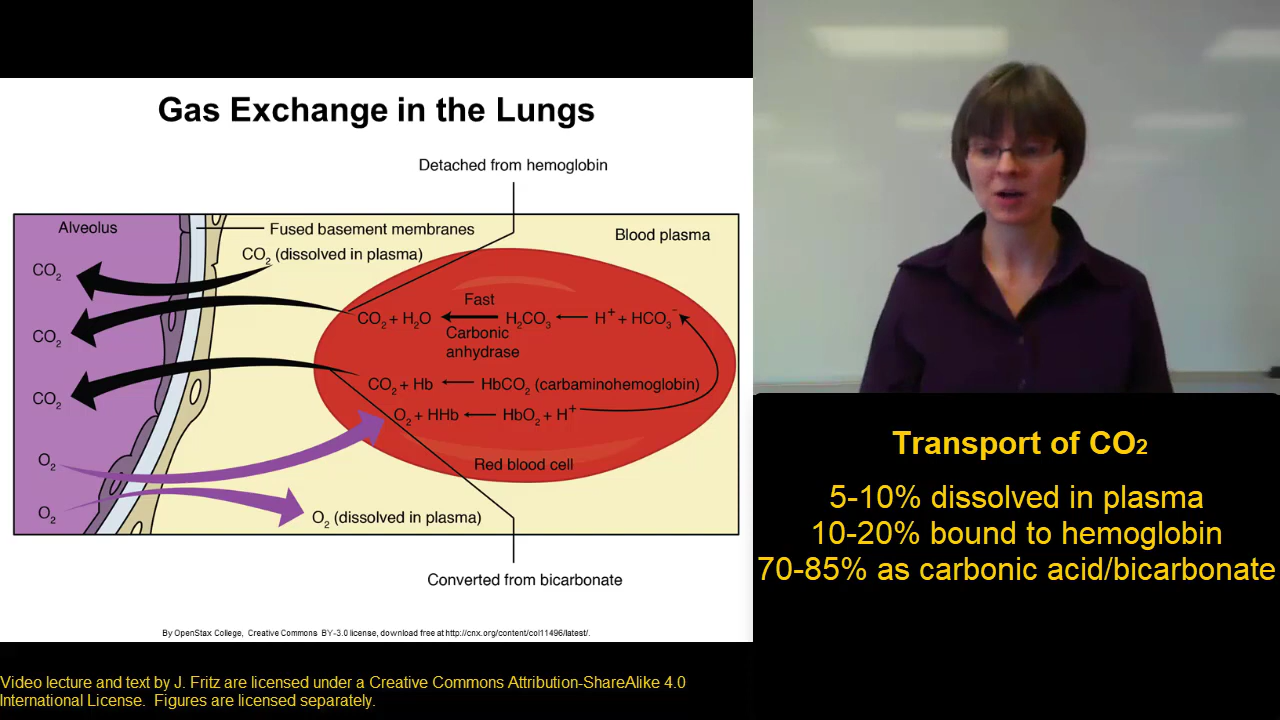 Gas Exchange in the Lungs
Detached from hemoglobin
Alveolus
Fused basement membranes
Blood plasma
CO₂ (dissolved in plasma)
CO₂
CO₂
CO₂
Fast
CO₂ + H₂O
H₂CO₃
H⁺ + HCO₃⁻
Carbonic
anhydrase
CO₂ + Hb
HbCO₂ (carbaminohemoglobin)
O₂ + HHb
HbO₂ + H⁺
Red blood cell
O₂
O₂
O₂ (dissolved in plasma)
Converted from bicarbonate
By OpenStax College, Creative Commons BY-3.0 license, download free at http://cnx.org/content/col11496/latest/.
Transport of CO₂
5-10% dissolved in plasma
10-20% bound to hemoglobin
70-85% as carbonic acid/bicarbonate
Video lecture and text by J. Fritz are licensed under a Creative Commons Attribution-ShareAlike 4.0
International License. Figures are licensed separately.